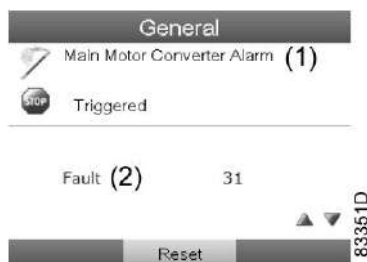 General
Main Motor Converter Alarm (1)
STOP Triggered
Fault (2) 31
Reset
83351D